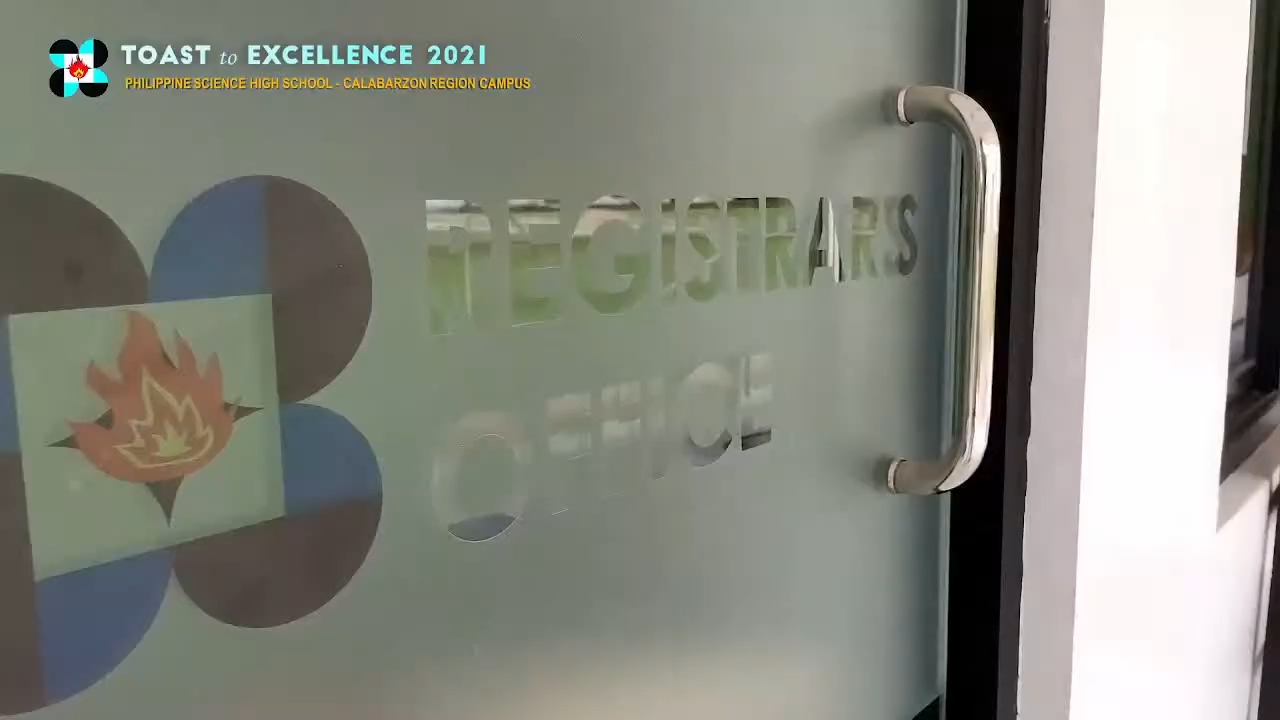 TOAST to EXCELLENCE 2021
PHILIPPINE SCIENCE HIGH SCHOOL - CALABARZON REGION CAMPUS
REGISTRAR'S
OFFICE